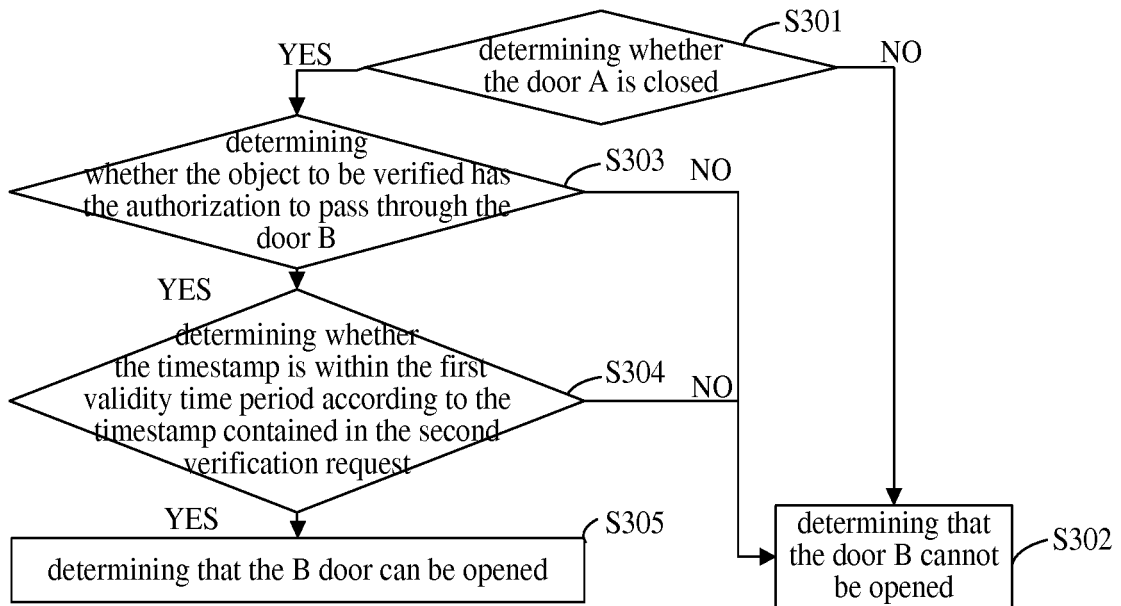 S301
determining whether
the door A is closed
YES
NO
determining
whether the object to be verified has
the authorization to pass through the
door B
S303
NO
YES
determining whether
the timestamp is within the first
validity time period according to the
timestamp contained in the second
verification request
S304
NO
YES
determining that the B door can be opened
S305
determining that
the door B cannot
be opened
S302